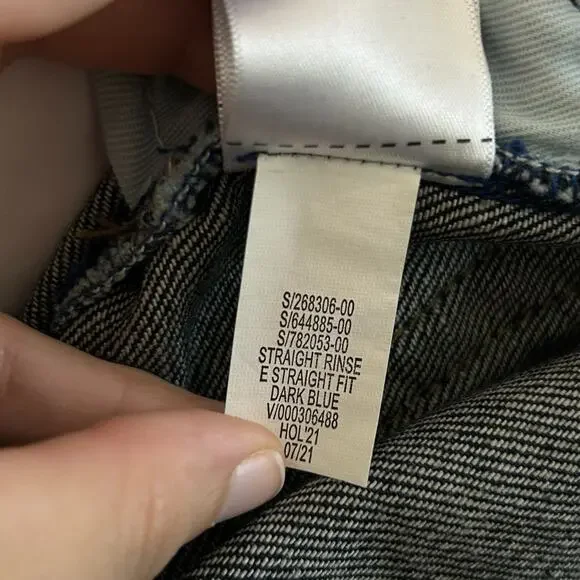 S/268306-00
S/644885-00
S/782053-00
STRAIGHT RINSE
E STRAIGHT FIT
DARK BLUE
V/000306488
HOL'21
07/21